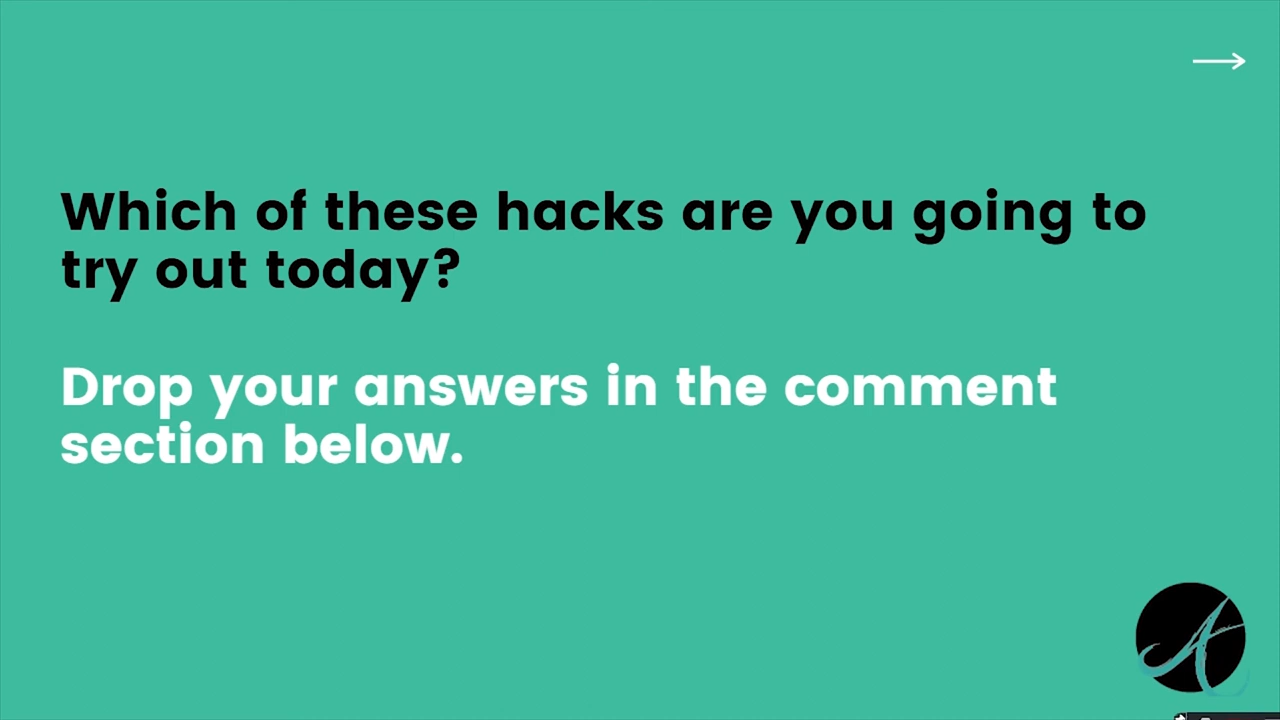 Which of these hacks are you going to
try out today?
Drop your answers in the comment
section below.
A